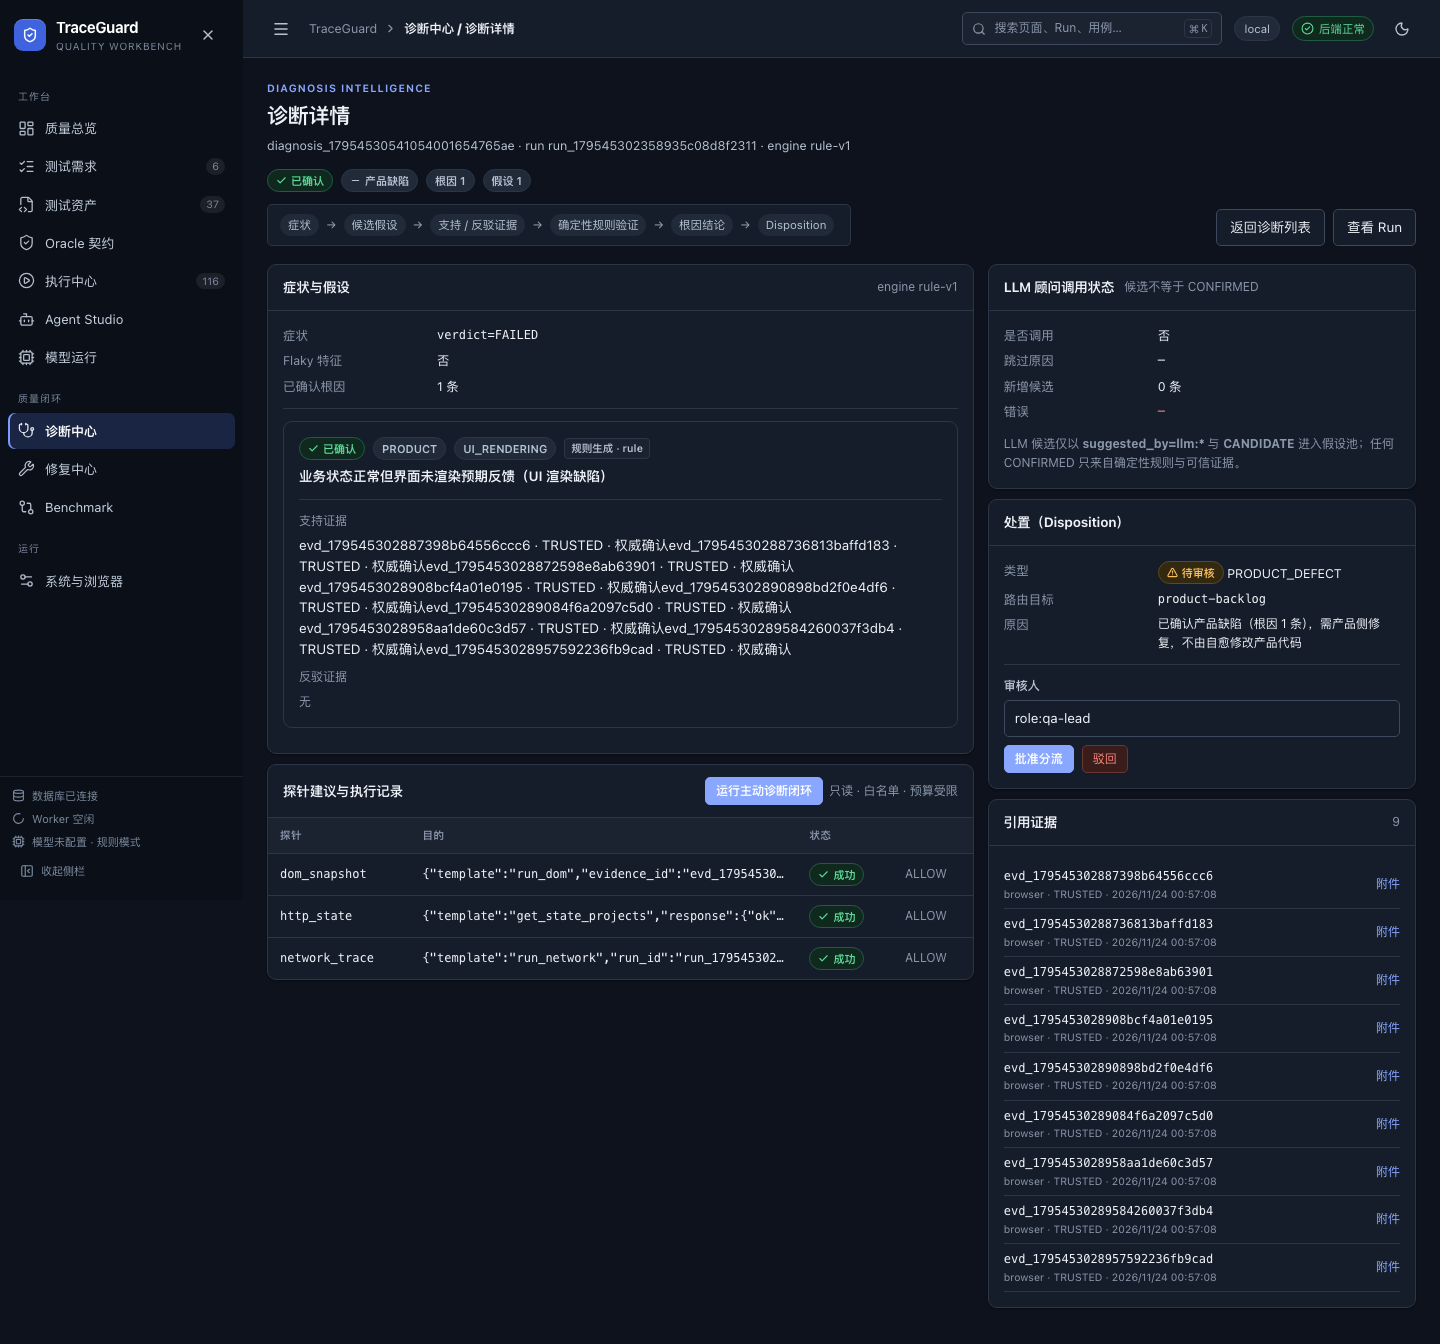 TraceGuard
QUALITY WORKBENCH
工作台
质量总览
测试需求 6
测试资产 37
Oracle 契约
执行中心 116
Agent Studio
模型运行
质量闭环
诊断中心
修复中心
Benchmark
运行
系统与浏览器
数据库已连接
Worker 空闲
模型未配置 · 规则模式
收起侧栏
TraceGuard 诊断中心 / 诊断详情
搜索页面、Run、用例… ⌘ K
local
后端正常
DIAGNOSIS INTELLIGENCE
诊断详情
diagnosis_17954530541054001654765ae · run run_179545302358935c08d8f2311 · engine rule-v1
已确认 产品缺陷 根因 1 假设 1
症状 → 候选假设 → 支持 / 反驳证据 → 确定性规则验证 → 根因结论 → Disposition
返回诊断列表 查看 Run
症状与假设 engine rule-v1
症状 verdict=FAILED
Flaky 特征 否
已确认根因 1 条
已确认 PRODUCT UI_RENDERING 规则生成 · rule
业务状态正常但界面未渲染预期反馈（UI 渲染缺陷）
支持证据
evd_179545302887398b64556ccc6 · TRUSTED · 权威确认evd_17954530288736813baffd183 ·
TRUSTED · 权威确认evd_1795453028872598e8ab63901 · TRUSTED · 权威确认
evd_1795453028908bcf4a01e0195 · TRUSTED · 权威确认evd_179545302890898bd2f0e4df6 ·
TRUSTED · 权威确认evd_17954530289084f6a2097c5d0 · TRUSTED · 权威确认
evd_1795453028958aa1de60c3d57 · TRUSTED · 权威确认evd_17954530289584260037f3db4 ·
TRUSTED · 权威确认evd_1795453028957592236fb9cad · TRUSTED · 权威确认
反驳证据
无
探针建议与执行记录 运行主动诊断闭环 只读 · 白名单 · 预算受限
探针 目的 状态
dom_snapshot {"template":"run_dom","evidence_id":"evd_17954530… 成功 ALLOW
http_state {"template":"get_state_projects","response":{"ok"… 成功 ALLOW
network_trace {"template":"run_network","run_id":"run_179545302… 成功 ALLOW
LLM 顾问调用状态 候选不等于 CONFIRMED
是否调用 否
跳过原因 —
新增候选 0 条
错误 —
LLM 候选仅以 suggested_by=llm:* 与 CANDIDATE 进入假设池；任何
CONFIRMED 只来自确定性规则与可信证据。
处置（Disposition）
类型 待审核 PRODUCT_DEFECT
路由目标 product-backlog
原因 已确认产品缺陷（根因 1 条），需产品侧修
复，不由自愈修改产品代码
审核人
role:qa-lead
批准分流 驳回
引用证据 9
evd_179545302887398b64556ccc6 附件
browser · TRUSTED · 2026/11/24 00:57:08
evd_17954530288736813baffd183 附件
browser · TRUSTED · 2026/11/24 00:57:08
evd_1795453028872598e8ab63901 附件
browser · TRUSTED · 2026/11/24 00:57:08
evd_1795453028908bcf4a01e0195 附件
browser · TRUSTED · 2026/11/24 00:57:08
evd_179545302890898bd2f0e4df6 附件
browser · TRUSTED · 2026/11/24 00:57:08
evd_17954530289084f6a2097c5d0 附件
browser · TRUSTED · 2026/11/24 00:57:08
evd_1795453028958aa1de60c3d57 附件
browser · TRUSTED · 2026/11/24 00:57:08
evd_17954530289584260037f3db4 附件
browser · TRUSTED · 2026/11/24 00:57:08
evd_1795453028957592236fb9cad 附件
browser · TRUSTED · 2026/11/24 00:57:08